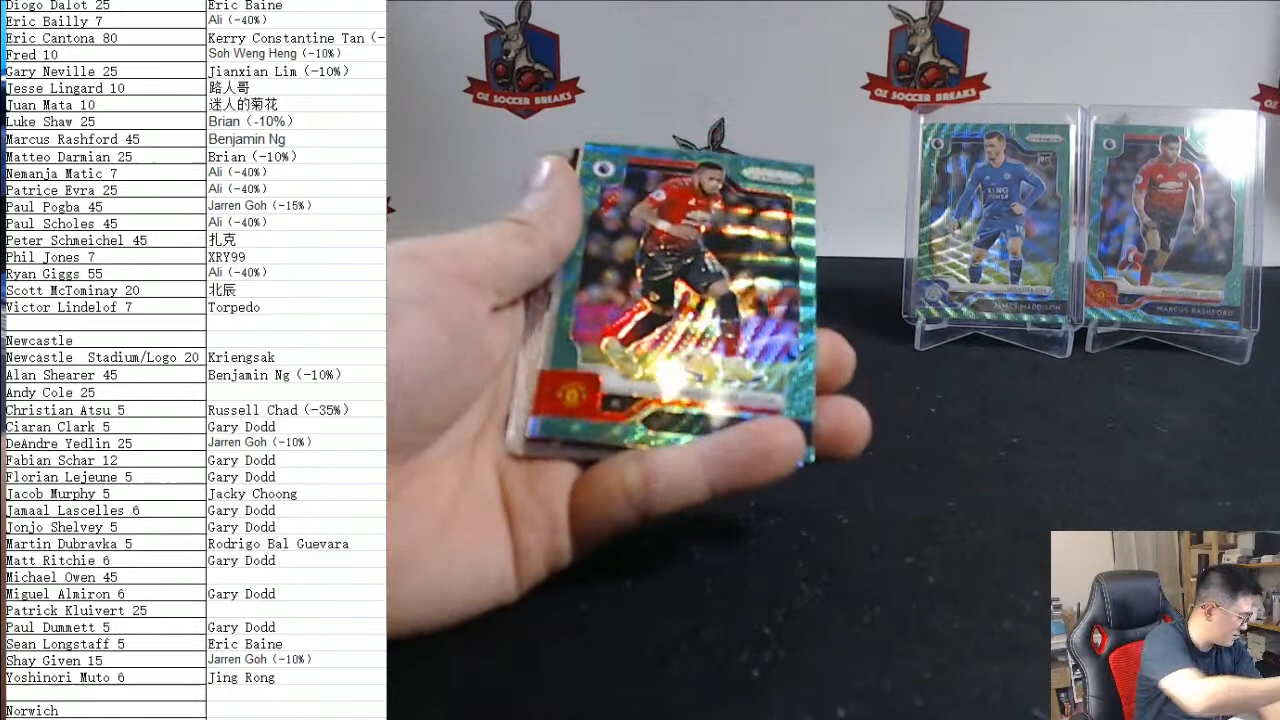 Diogo Dalot 25 Eric Baine
Eric Bailly 7 Ali (-40%)
Eric Cantona 80 Kerry Constantine Tan (-
Fred 10 Soh Weng Heng (-10%)
Gary Neville 25 Jianxian Lim (-10%)
Jesse Lingard 10 路人哥
Juan Mata 10 迷人的菊花
Luke Shaw 25 Brian (-10%)
Marcus Rashford 45 Benjamin Ng
Matteo Darmian 25 Brian (-10%)
Nemanja Matic 7 Ali (-40%)
Patrice Evra 25 Ali (-40%)
Paul Pogba 45 Jarren Goh (-15%)
Paul Scholes 45 Ali (-40%)
Peter Schmeichel 45 扎克
Phil Jones 7 XRY99
Ryan Giggs 55 Ali (-40%)
Scott McTominay 20 北辰
Victor Lindelof 7 Torpedo
Newcastle
Newcastle Stadium/Logo 20 Kriengsak
Alan Shearer 45 Benjamin Ng (-10%)
Andy Cole 25
Christian Atsu 5 Russell Chad (-35%)
Ciaran Clark 5 Gary Dodd
DeAndre Yedlin 25 Jarren Goh (-10%)
Fabian Schar 12 Gary Dodd
Florian Lejeune 5 Gary Dodd
Jacob Murphy 5 Jacky Choong
Jamaal Lascelles 6 Gary Dodd
Jonjo Shelvey 5 Gary Dodd
Martin Dubravka 5 Rodrigo Bal Guevara
Matt Ritchie 6 Gary Dodd
Michael Owen 45
Miguel Almiron 6 Gary Dodd
Patrick Kluivert 25
Paul Dummett 5 Gary Dodd
Sean Longstaff 5 Eric Baine
Shay Given 15 Jarren Goh (-10%)
Yoshinori Muto 6 Jing Rong
Norwich
OZ SOCCER BREAKS
OZ SOCCER BREAKS
PRIZM
KING POWER
JAMES MADDISON
PRIZM
MARCUS RASHFORD